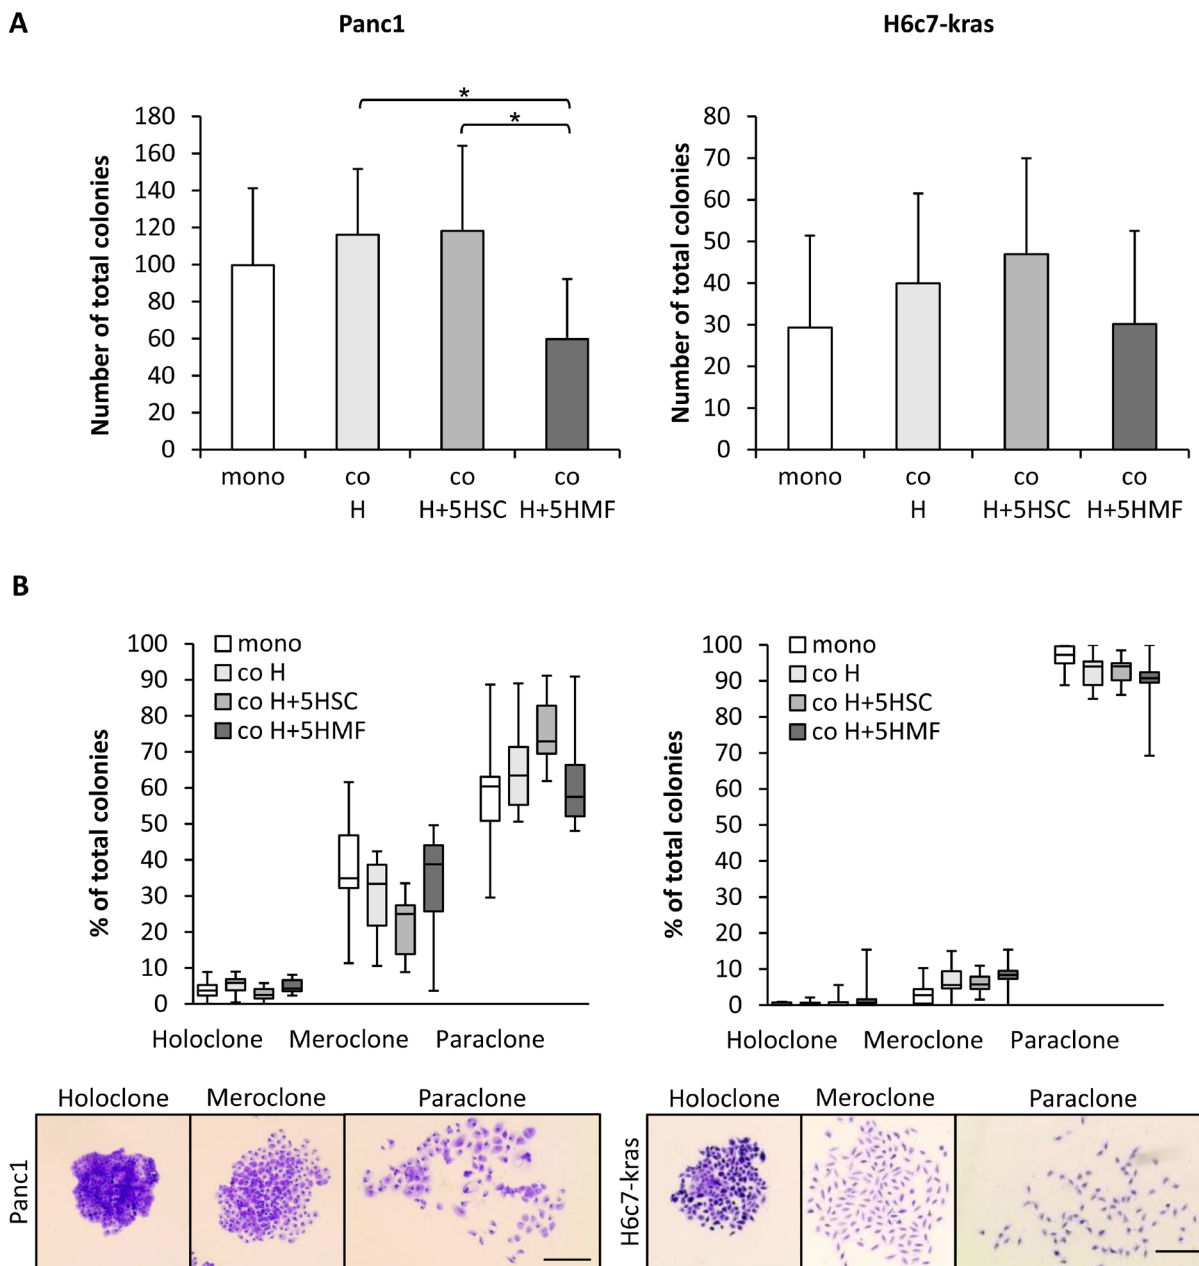 A
Panc1
H6c7-kras
*
*
Number of total colonies
180
160
140
120
100
80
60
40
20
0
mono
co
H
co
H+5HSC
co
H+5HMF
Number of total colonies
80
70
60
50
40
30
20
10
0
mono
co
H
co
H+5HSC
co
H+5HMF
B
% of total colonies
100
90
80
70
60
50
40
30
20
10
0
mono
co H
co H+5HSC
co H+5HMF
Holoclone
Meroclone
Paraclone
% of total colonies
100
90
80
70
60
50
40
30
20
10
0
mono
co H
co H+5HSC
co H+5HMF
Holoclone
Meroclone
Paraclone
Holoclone
Meroclone
Paraclone
Panc1
Holoclone
Meroclone
Paraclone
H6c7-kras